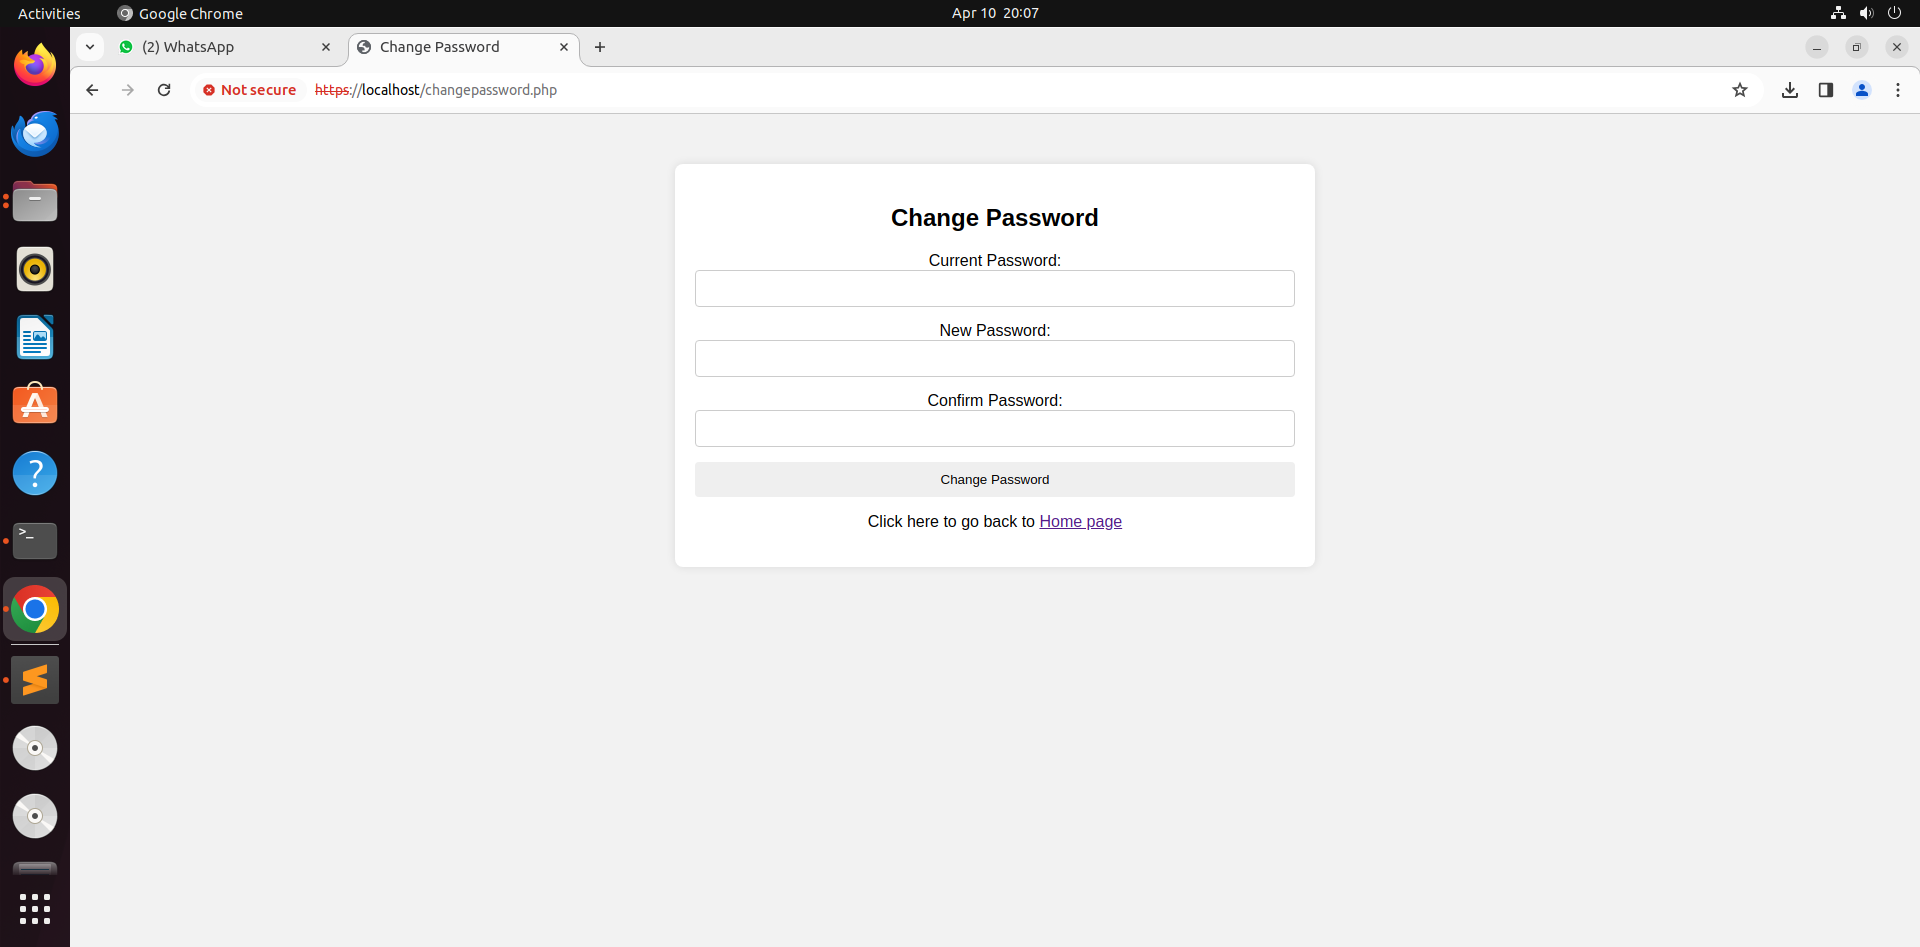 Activities
Google Chrome
Apr 10 20:07
(2) WhatsApp
Change Password
Not secure
https://localhost/changepassword.php
Change Password
Current Password:
New Password:
Confirm Password:
Change Password
Click here to go back to Home page